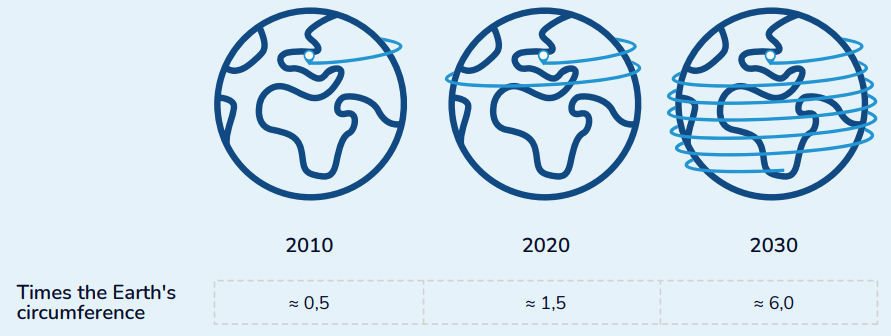 2010 2020 2030
Times the Earth's
circumference
≈ 0,5 ≈ 1,5 ≈ 6,0